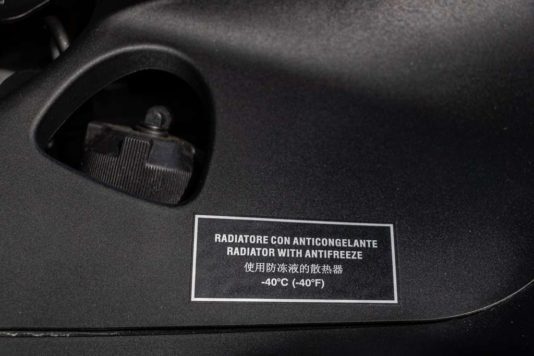 RADIATORE CON ANTICONGELANTE
RADIATOR WITH ANTIFREEZE
使用防冻液的散热器
-40°C (-40°F)